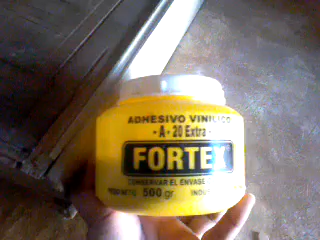 ADHESIVO VINILICO
- A - 20 Extra -
FORTEX
CONSERVAR EL ENVASE
500 gr.